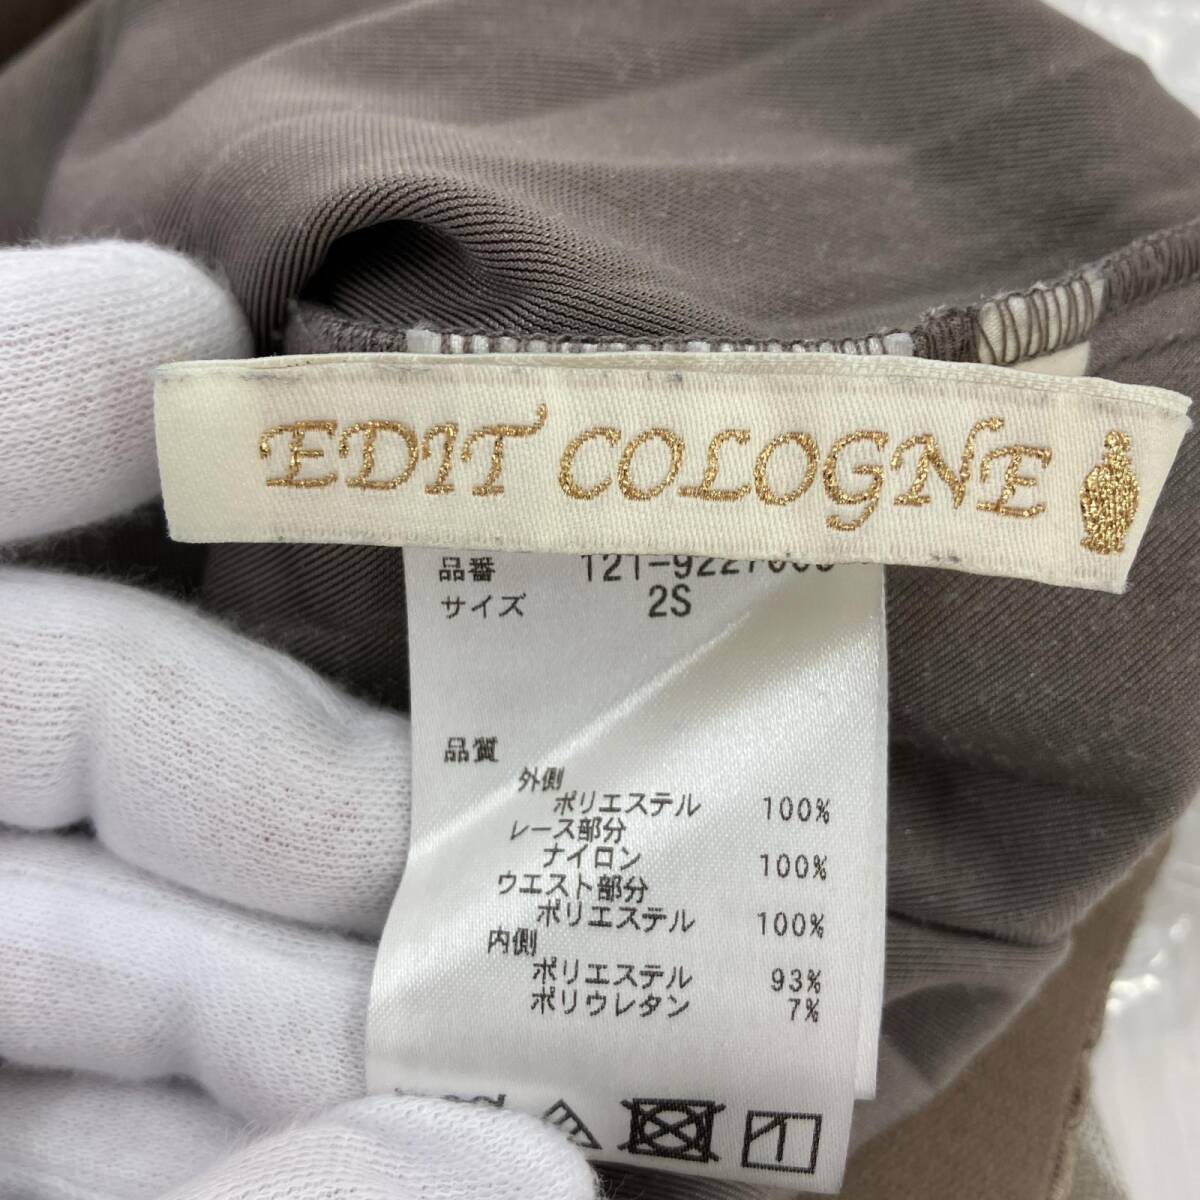 EDIT COLOGNE
品番
サイズ 2S
品質
外側
ポリエステル 100%
レース部分
ナイロン 100%
ウエスト部分
ポリエステル 100%
内側
ポリエステル 93%
ポリウレタン 7%